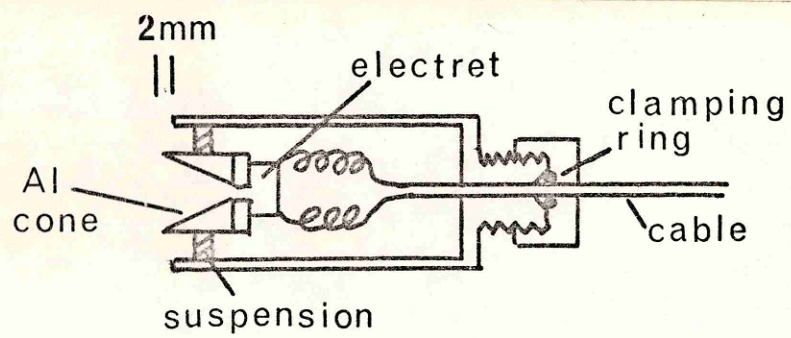 2mm
electret
clamping
ring
Al
cone
cable
suspension